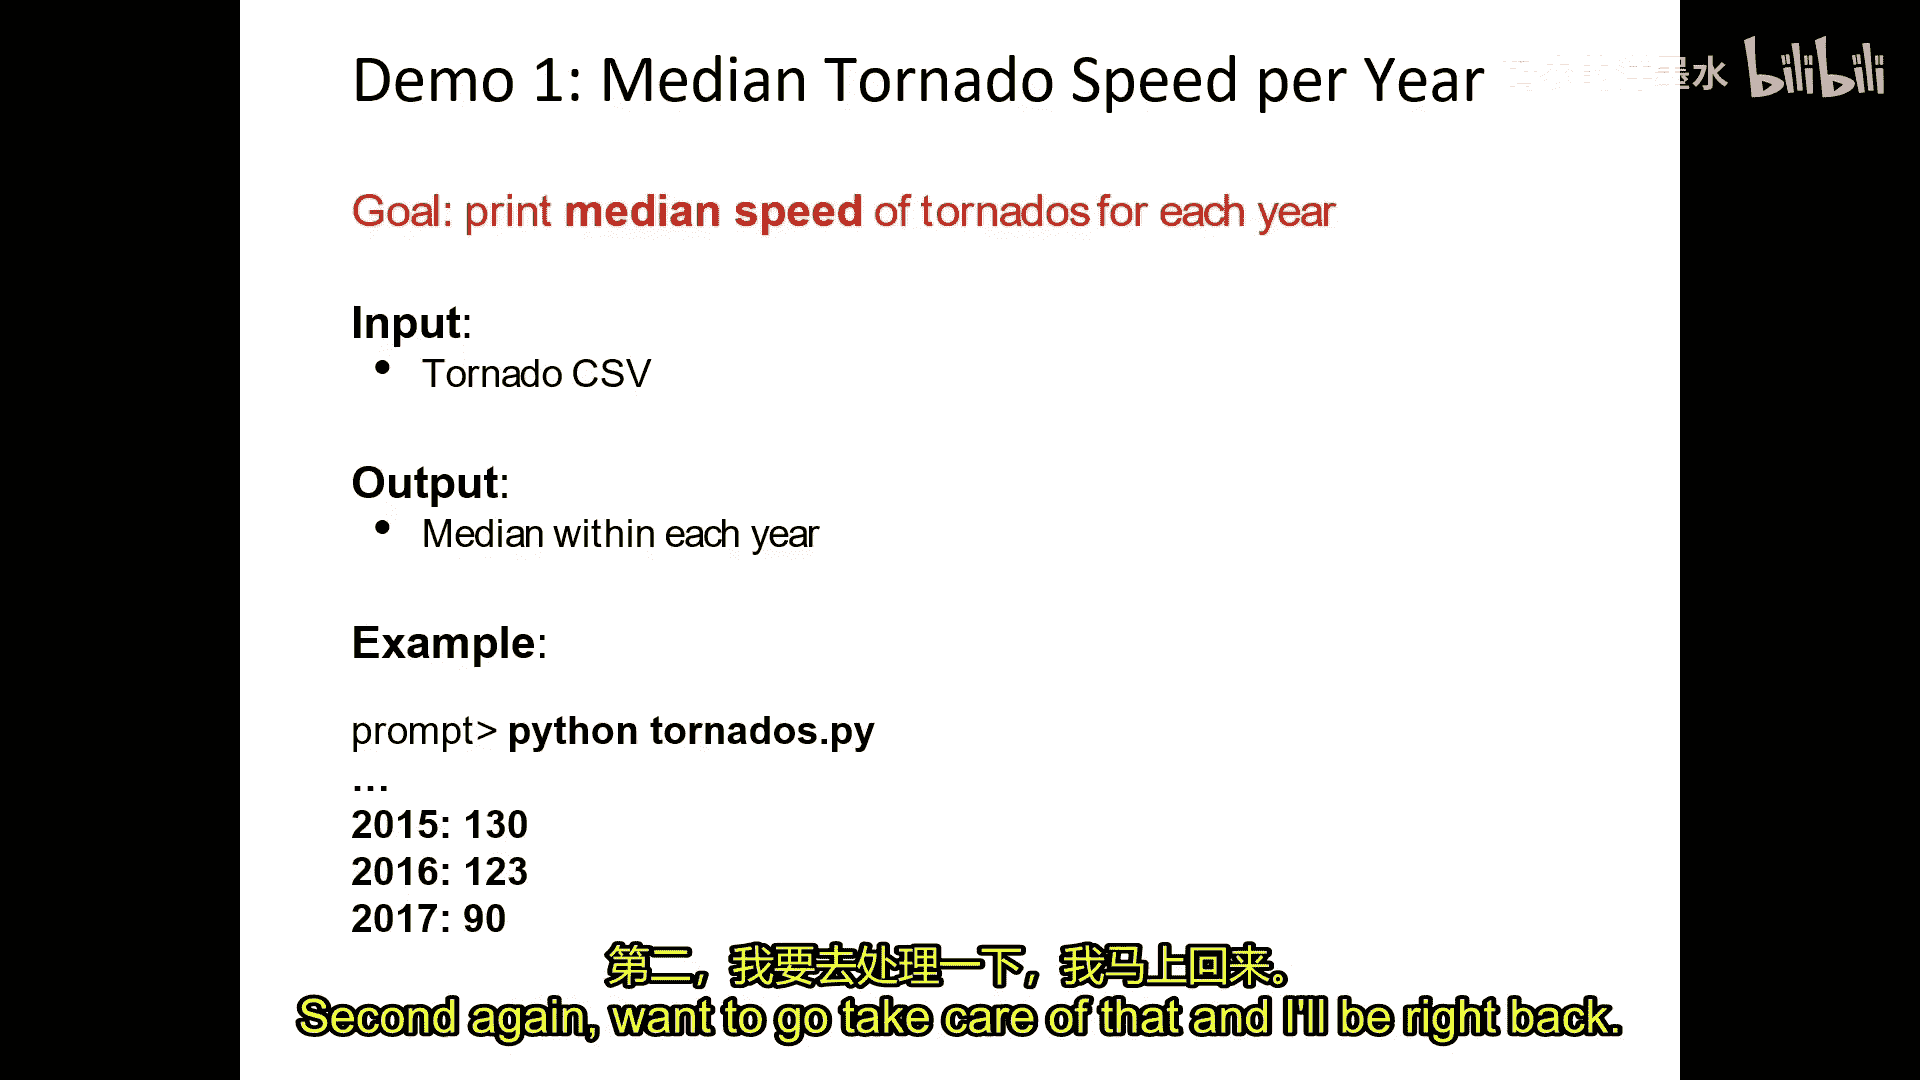 Demo 1: Median Tornado Speed per Year
水 bilibili
Goal: print median speed of tornados for each year
Input:
• Tornado CSV
Output:
• Median within each year
Example:
prompt> python tornados.py
...
2015: 130
2016: 123
2017: 90
第二，我要去处理一下，我马上回来。
Second again, want to go take care of that and I'll be right back.